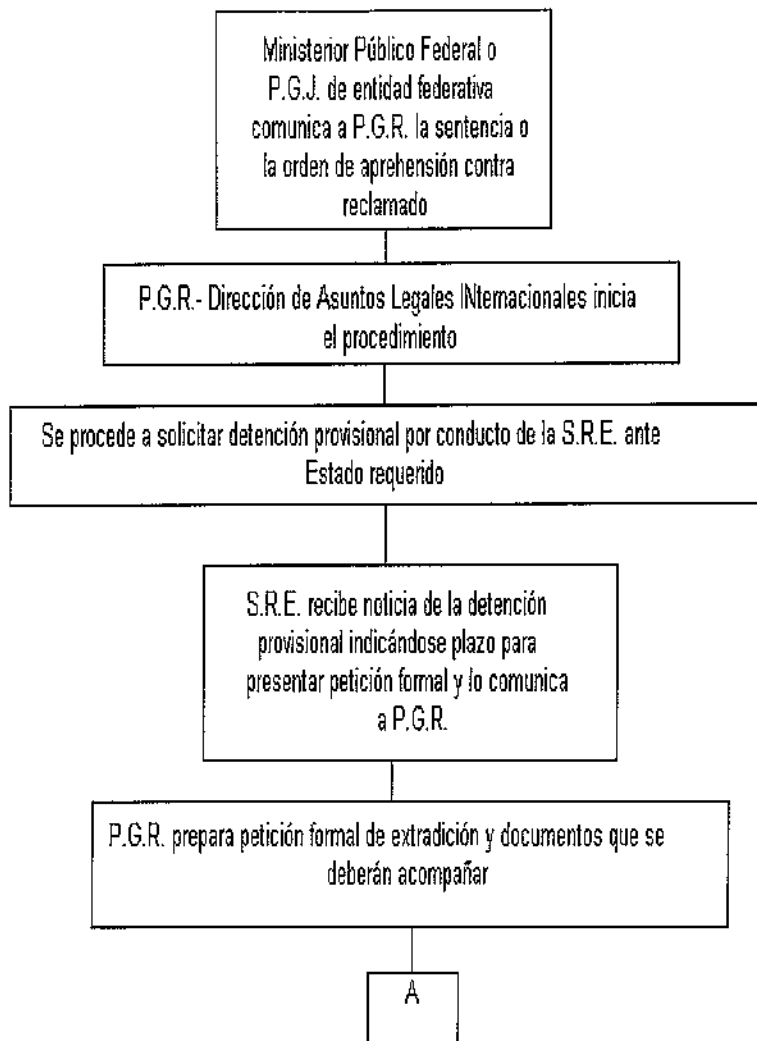 Ministerior Público Federal o
P.G.J. de entidad federativa
comunica a P.G.R. la sentencia o
la orden de aprehensión contra
reclamado
P.G.R.- Dirección de Asuntos Legales INternacionales inicia
el procedimiento
Se procede a solicitar detención provisional por conducto de la S.R.E. ante
Estado requerido
S.R.E. recibe noticia de la detención
provisional indicándose plazo para
presentar petición formal y lo comunica
a P.G.R.
P.G.R. prepara petición formal de extradición y documentos que se
deberán acompañar
A